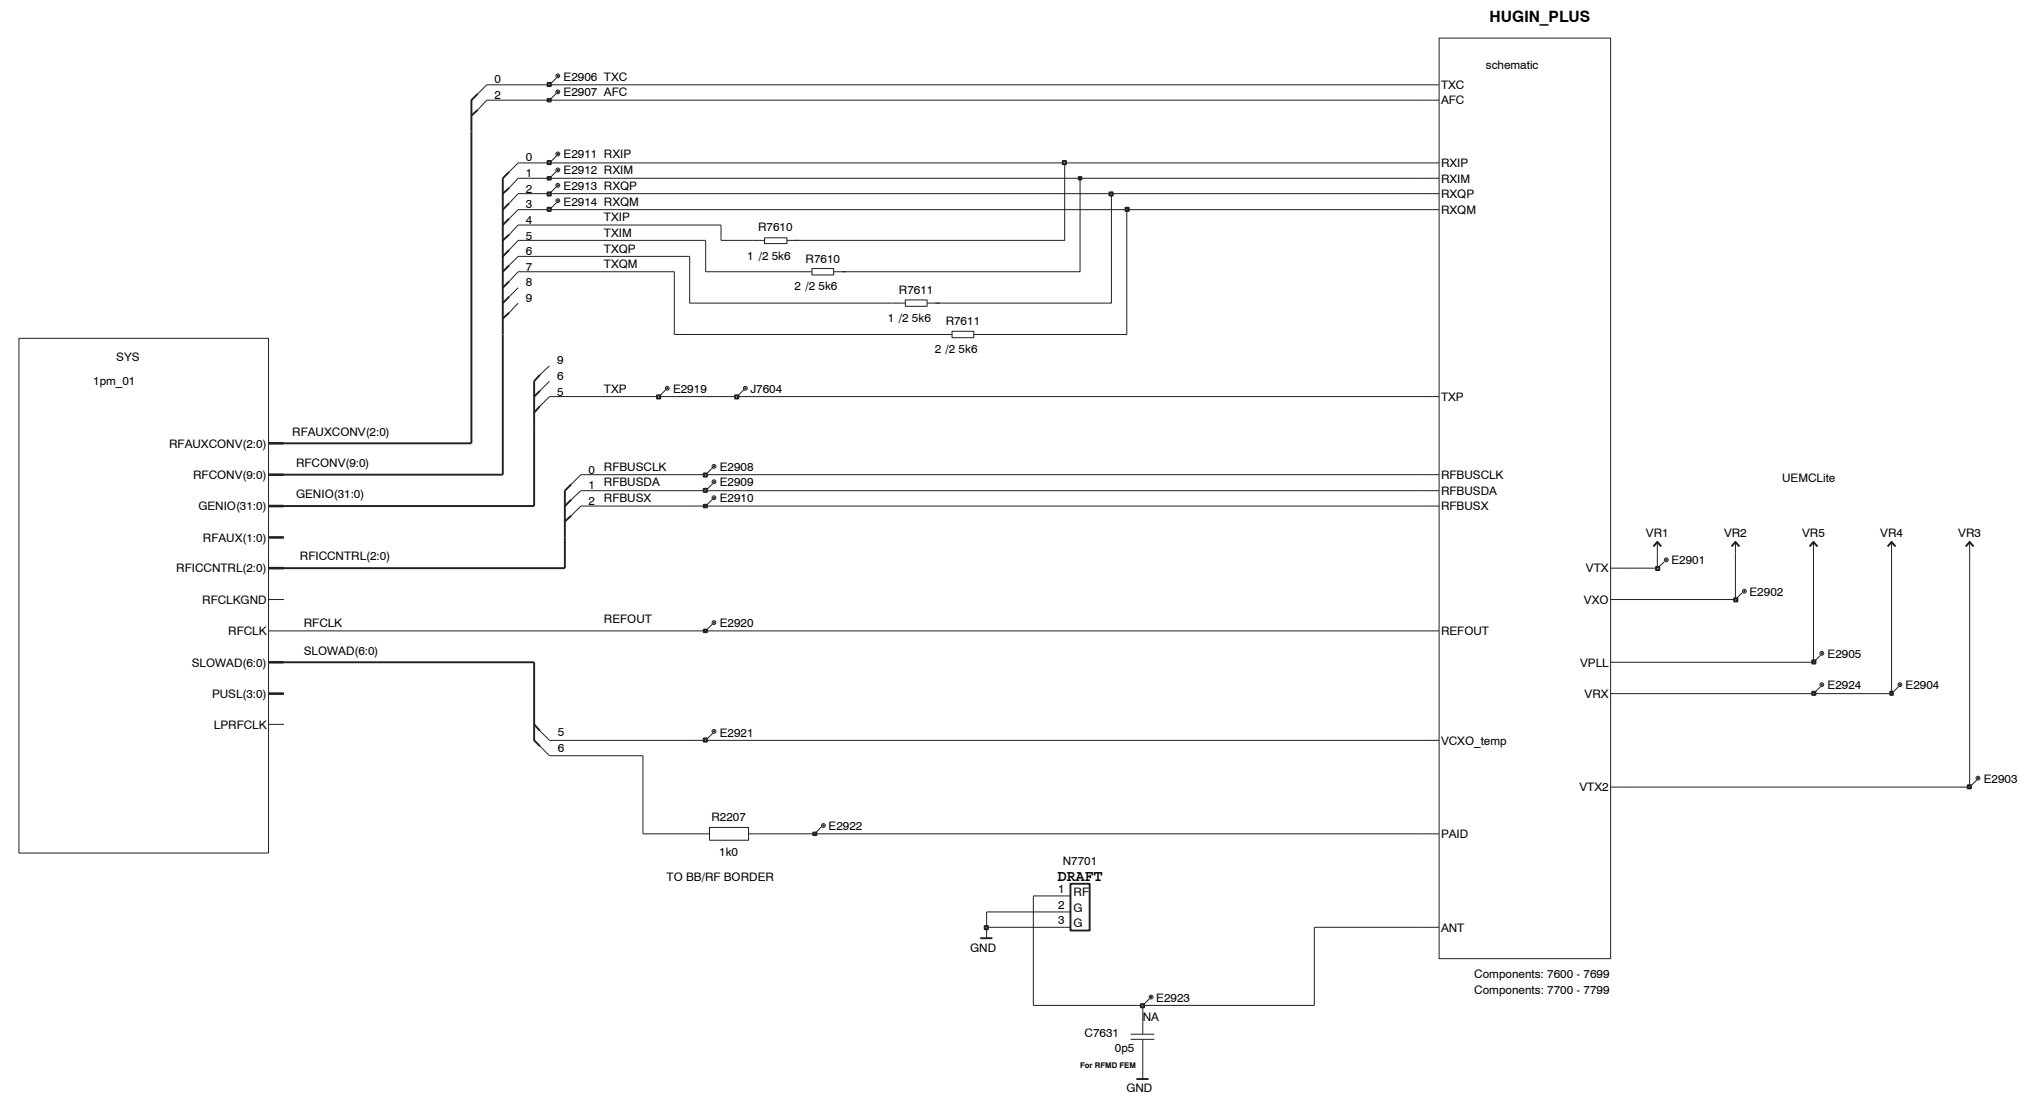 HUGIN_PLUS
schematic
0 E2906 TXC TXC
2 E2907 AFC AFC
0 E2911 RXIP RXIP
1 E2912 RXIM RXIM
2 E2913 RXQP RXQP
3 E2914 RXQM RXQM
4 TXIP
R7610
1 /2 5k6
5 TXIM
R7610
2 /2 5k6
6 TXQP
R7611
1 /2 5k6
7 TXQM
R7611
2 /2 5k6
8
9
SYS
1pm_01
9
6
5 TXP E2919 J7604 TXP
RFAUXCONV(2:0) RFAUXCONV(2:0)
RFCONV(9:0) RFCONV(9:0)
GENIO(31:0) GENIO(31:0)
RFAUX(1:0)
RFICCNTRL(2:0) RFICCNTRL(2:0)
RFCLKGND
RFCLK RFCLK REFOUT E2920 REFOUT
SLOWAD(6:0) SLOWAD(6:0)
PUSL(3:0)
LPRFCLK
0 RFBUSCLK E2908 RFBUSCLK
1 RFBUSDA E2909 RFBUSDA
2 RFBUSX E2910 RFBUSX
UEMCLite
VR1 VR2 VR5 VR4 VR3
VTX E2901
VXO E2902
VPLL E2905
VRX E2924 E2904
5 E2921 VCXO_temp
6
VTX2 E2903
R2207
1k0
E2922 PAID
TO BB/RF BORDER
N7701
DRAFT
1 RF
2 G
3 G
GND
ANT
Components: 7600 - 7699
Components: 7700 - 7799
E2923
NA
C7631
0p5
For RFMD FEM
GND